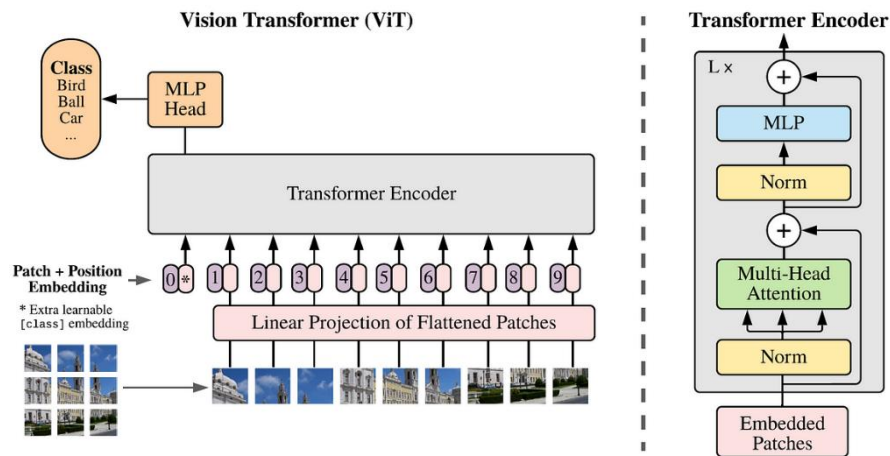 Vision Transformer (ViT)
Class
Bird
Ball
Car
...
MLP
Head
Transformer Encoder
Patch + Position
Embedding
0 * 1 2 3 4 5 6 7 8 9
* Extra learnable
[class] embedding
Linear Projection of Flattened Patches
Transformer Encoder
L ×
+
MLP
Norm
+
Multi-Head
Attention
Norm
Embedded
Patches